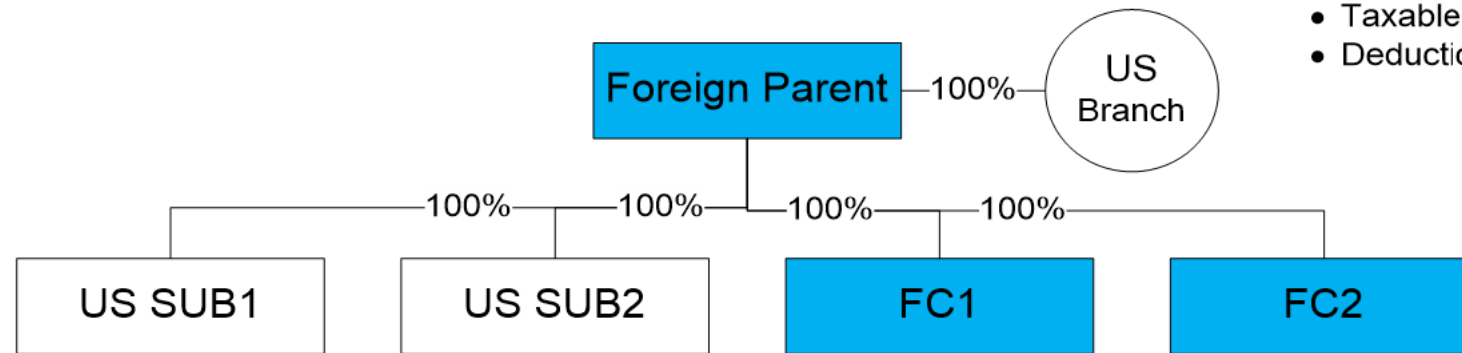 • Taxable
•
Foreign Parent
100%
US
Branch
100%
100%
100%
100%
US SUB1
US SUB2
FC1
FC2